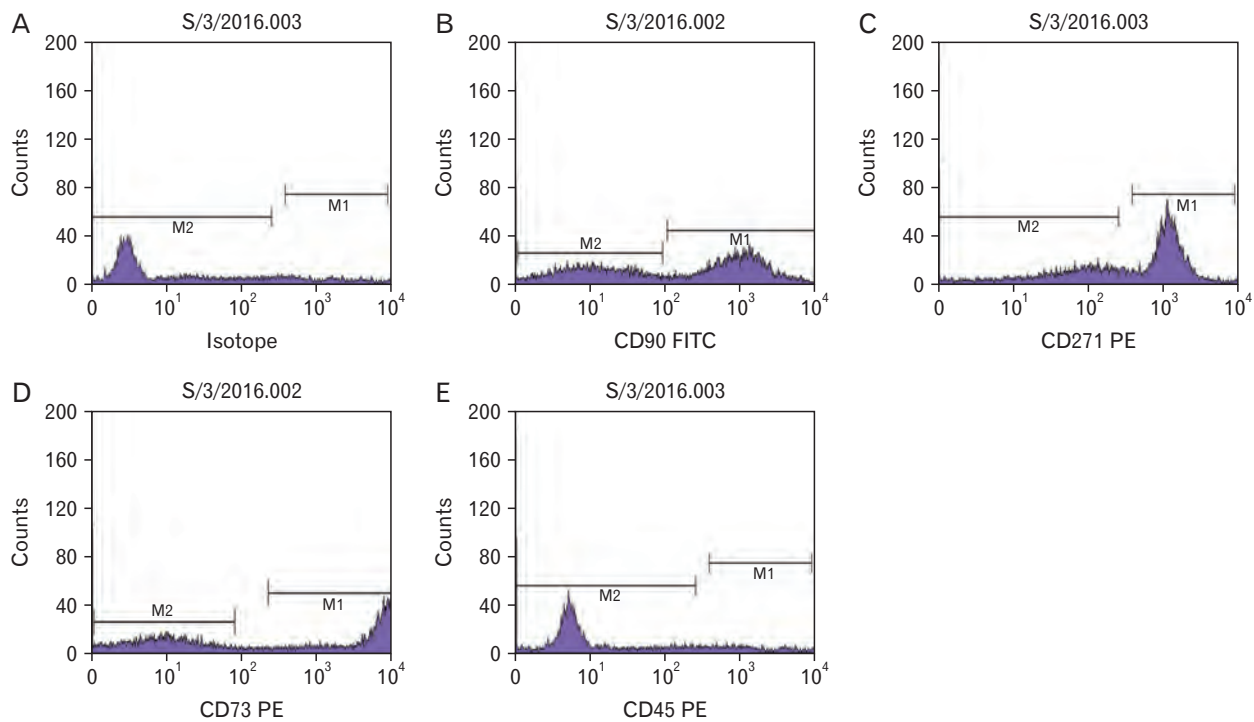 A
S/3/2016.003
200
160
120
80
40
0
Counts
M2
M1
0 10¹ 10² 10³ 10⁴
Isotope
B
S/3/2016.002
200
160
120
80
40
0
Counts
M2
M1
0 10¹ 10² 10³ 10⁴
CD90 FITC
C
S/3/2016.003
200
160
120
80
40
0
Counts
M2
M1
0 10¹ 10² 10³ 10⁴
CD271 PE
D
S/3/2016.002
200
160
120
80
40
0
Counts
M2
M1
0 10¹ 10² 10³ 10⁴
CD73 PE
E
S/3/2016.003
200
160
120
80
40
0
Counts
M2
M1
0 10¹ 10² 10³ 10⁴
CD45 PE